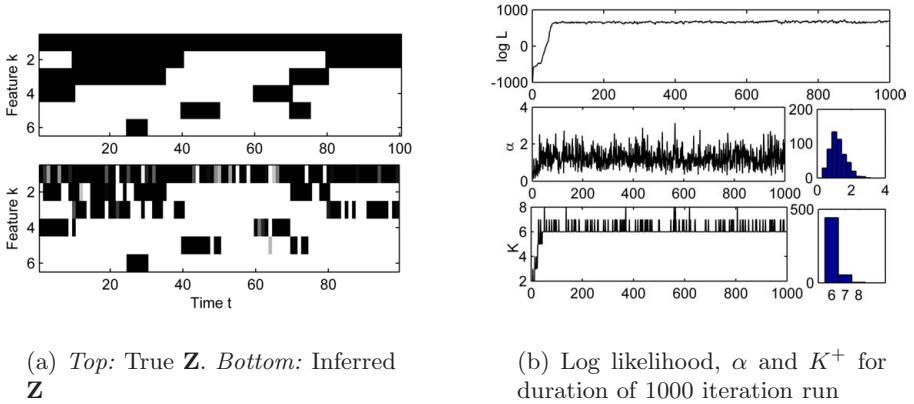 Feature k
2
4
6
20 40 60 80 100
Feature k
2
4
6
20 40 60 80
Time t
(a) Top: True Z. Bottom: Inferred
Z
log L
1000
0
-1000
200 400 600 800 1000
α
4
2
0
0 200 400 600 800 1000
200
100
0
0 2 4
K
8
6
4
2
0 200 400 600 800 1000
500
0
6 7 8
(b) Log likelihood, α and K+ for
duration of 1000 iteration run